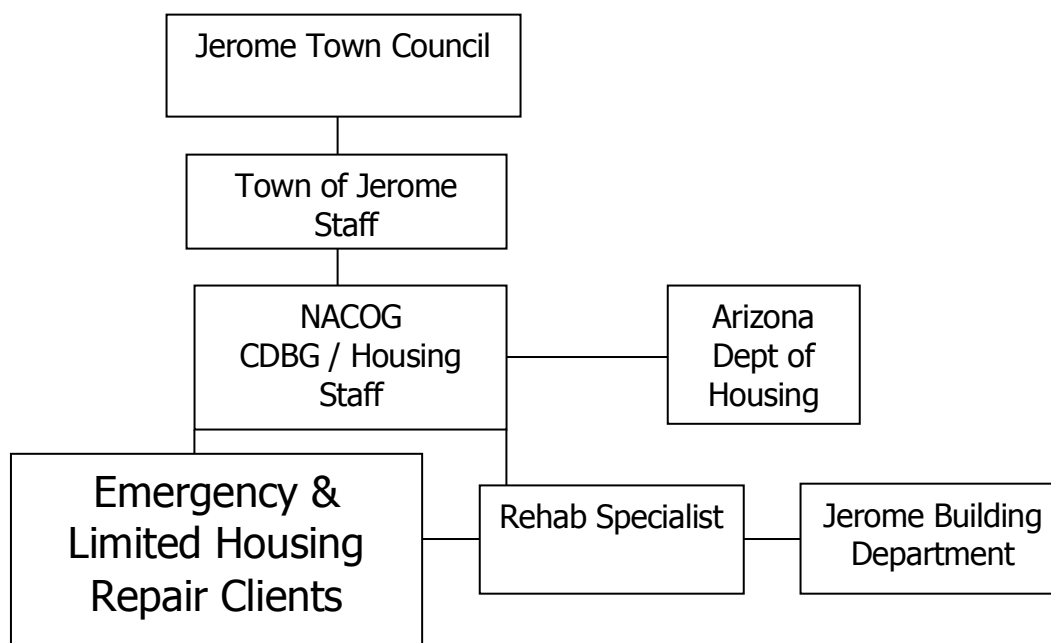 Jerome Town Council
Town of Jerome
Staff
NACOG
CDBG / Housing
Staff
Arizona
Dept of
Housing
Emergency &
Limited Housing
Repair Clients
Rehab Specialist
Jerome Building
Department